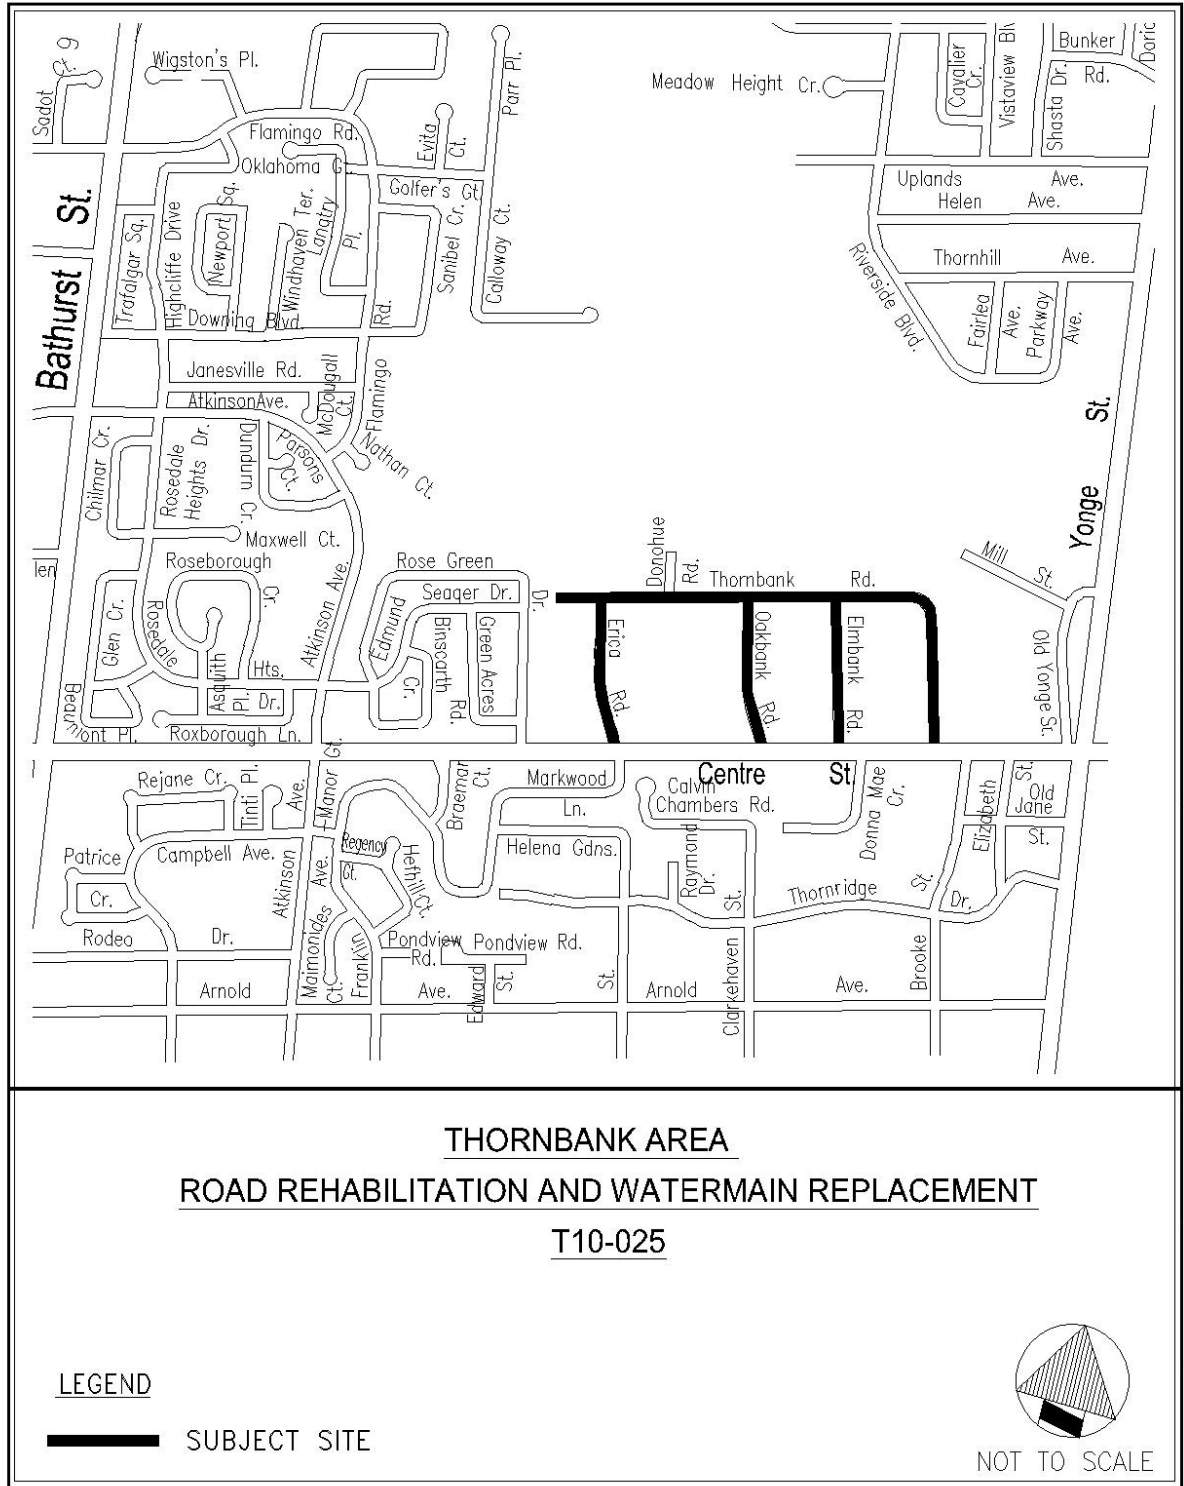 Sadot
Ct. 9
Wigston's Pl.
Parr Pl.
Meadow Height Cr.
Cavalier
Cr.
Vistaview Blv
Shasta Dr.
Bunker
Rd.
Doric
Flamingo Rd.
Evita
Ct.
Oklahoma G
Golfer's Gt
Uplands
Ave.
Helen
Ave.
Bathurst St.
Trafalgar Sq.
Highcliffe Drive
Newport Sq.
Windhaven Ter.
Langtry
Pl.
Sanibel Cr.
Calloway Ct.
Rd.
Riverside Blvd.
Thornhill
Ave.
Fairlea
Ave.
Parkway
Ave.
Downing Blvd.
Janesville Rd.
AtkinsonAve.
McDougall
Ct.
Flamingo
Nathan Ct.
Yonge St.
Chilmar Cr.
Rosedale
Heights Dr.
Dundurn Cr.
Parsons
Ct.
Maxwell Ct.
len
Roseborough
Cr.
Atkinson Ave.
Rose Green
Dr.
Seager Dr.
Edmund
Cr.
Binscarth
Rd.
Green Acres
Donohue
Rd.
Thornbank Rd.
Mill St.
Glen Cr.
Rosedale
Hts.
Dr.
Asquith
Pl.
Erica
Rd.
Oakbank
Rd.
Elmbank
Rd.
Old Yonge St.
Beaumont Pl.
Roxborough Ln.
Centre St.
Rejane Cr.
Tinti Pl.
Ave.
Manor Gt.
Braemar
Ct.
Markwood
Ln.
Calvin
Chambers Rd.
Donna Mae
Cr.
Elizabeth
St.
Old
Jane
St.
Patrice
Cr.
Campbell Ave.
Atkinson
Ave.
Regency
Ct.
Hefhill Ct.
Helena Gdns.
Raymond
Dr.
St.
Thornridge
Dr.
St.
Rodeo
Dr.
Maimonides
Ct.
Franklin
Pondview
Rd.
Pondview Rd.
Edward
St.
St.
Clarkehaven
Brooke
Arnold
Ave.
Arnold
Ave.
THORNBANK AREA
ROAD REHABILITATION AND WATERMAIN REPLACEMENT
T10-025
LEGEND
SUBJECT SITE
NOT TO SCALE